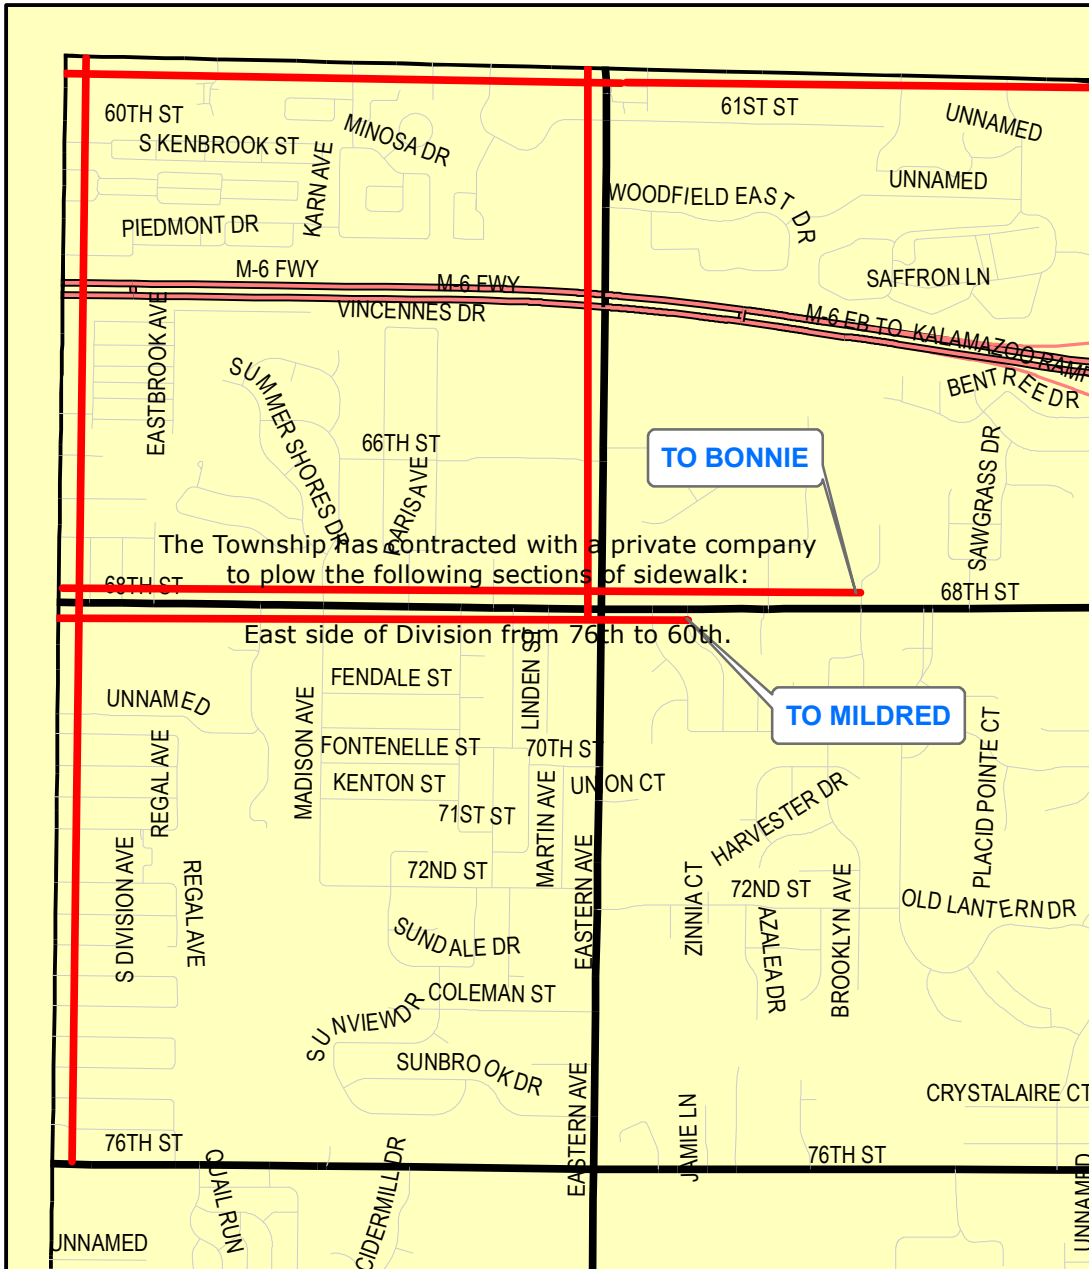 60TH ST
61ST ST
UNNAMED
S KENBROOK ST
MINOSA DR
KARN AVE
UNNAMED
WOODFIELD EAST DR
PIEDMONT DR
M-6 FWY
M-6 FWY
SAFFRON LN
VINCENNES DR
M-6 EB TO KALAMAZOO RAMP
EASTBROOK AVE
SUMMER SHORES DR
BENTREE DR
66TH ST
PARIS AVE
TO BONNIE
SAWGRASS DR
The Township has contracted with a private company
to plow the following sections of sidewalk:
68TH ST
68TH ST
East side of Division from 76th to 60th.
LINDEN ST
FENDALE ST
UNNAMED
MADISON AVE
TO MILDRED
REGAL AVE
FONTENELLE ST
70TH ST
PLACID POINTE CT
KENTON ST
UNION CT
71ST ST
MARTIN AVE
HARVESTER DR
S DIVISION AVE
REGAL AVE
72ND ST
EASTERN AVE
ZINNIA CT
72ND ST
BROOKLYN AVE
OLD LANTERN DR
AZALEA DR
SUNDALE DR
COLEMAN ST
SUNVIEW DR
SUNBROOK DR
EASTERN AVE
CRYSTALAIRE CT
JAMIE LN
76TH ST
76TH ST
QUAIL RUN
CIDERMILL DR
UNNAMED
UNNAMED